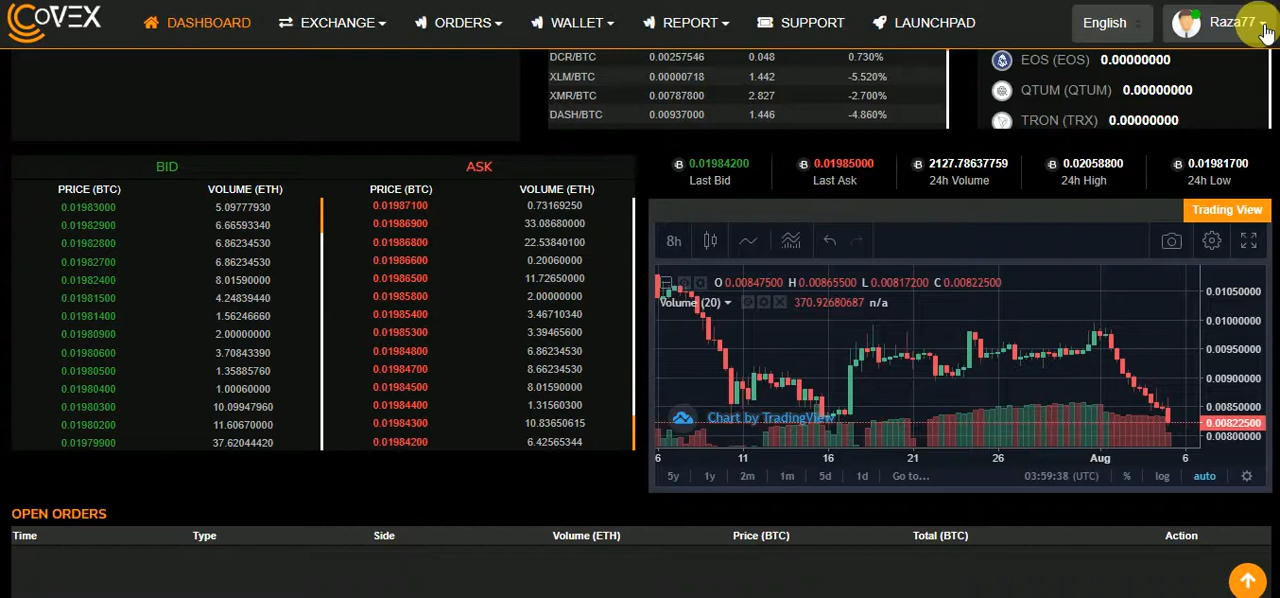 COVEX DASHBOARD EXCHANGE ORDERS WALLET REPORT SUPPORT LAUNCHPAD English Raza77
DCR/BTC 0.00257546 0.048 0.730%
XLM/BTC 0.00000718 1.442 -5.520%
XMR/BTC 0.00787800 2.827 -2.700%
DASH/BTC 0.00937000 1.446 -4.860%
EOS (EOS) 0.00000000
QTUM (QTUM) 0.00000000
TRON (TRX) 0.00000000
BID
PRICE (BTC) VOLUME (ETH)
0.01983000 5.09777930
0.01982900 6.66593340
0.01982800 6.86234530
0.01982700 6.86234530
0.01982400 8.01590000
0.01981500 4.24839440
0.01981400 1.56246660
0.01980900 2.00000000
0.01980600 3.70843390
0.01980500 1.35885760
0.01980400 1.00060000
0.01980300 10.09947960
0.01980200 11.60670000
0.01979900 37.62044420
ASK
PRICE (BTC) VOLUME (ETH)
0.01987100 0.73169250
0.01986900 33.08680000
0.01986800 22.53840100
0.01986600 0.20060000
0.01986500 11.72650000
0.01985800 2.00000000
0.01985400 3.46710340
0.01985300 3.39465600
0.01984800 6.86234530
0.01984700 8.66234530
0.01984500 8.01590000
0.01984400 1.31560300
0.01984300 10.83650615
0.01984200 6.42565344
0.01984200 0.01985000 2127.78637759 0.02058800 0.01981700
Last Bid Last Ask 24h Volume 24h High 24h Low
Trading View
8h
O 0.00847500 H 0.00865500 L 0.00817200 C 0.00822500
Volume (20) 370.92680687 n/a
0.01050000
0.01000000
0.00950000
0.00900000
0.00850000
0.00822500
0.00800000
Chart by TradingView
6 11 16 21 26 Aug 6
5y 1y 2m 1m 5d 1d Go to... 03:59:38 (UTC) % log auto
OPEN ORDERS
Time Type Side Volume (ETH) Price (BTC) Total (BTC) Action